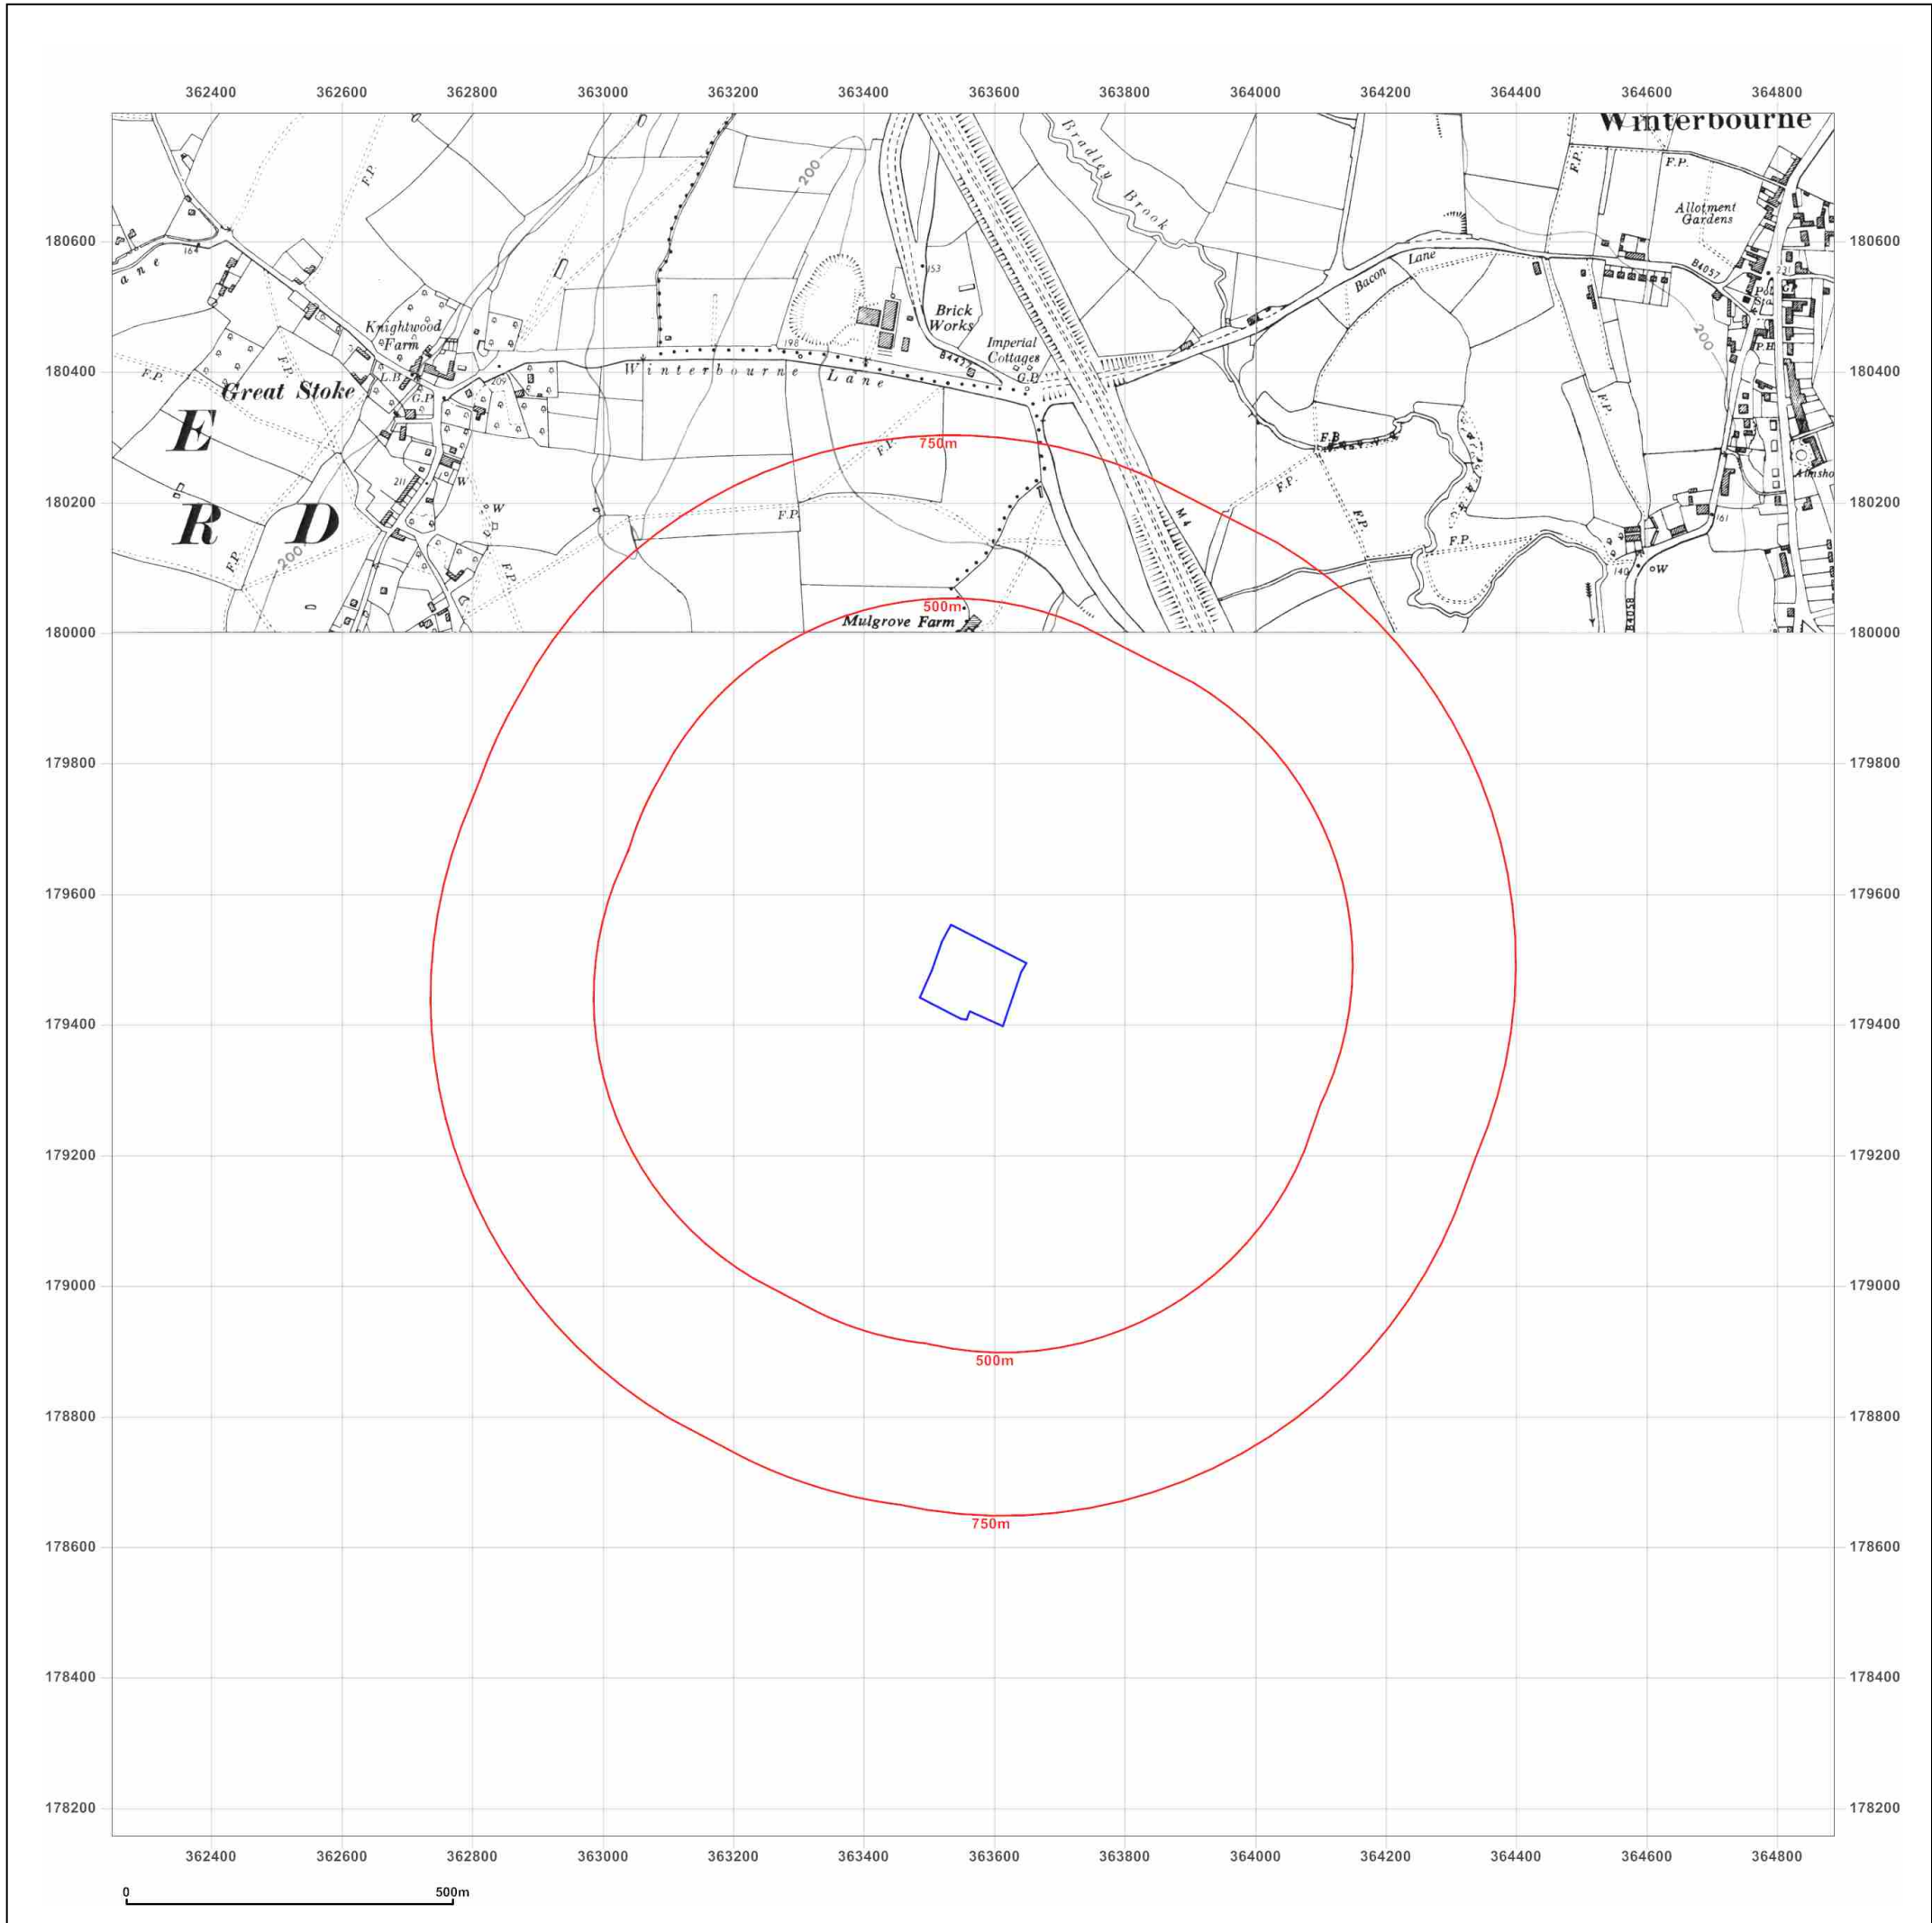 362400 362600 362800 363000 363200 363400 363600 363800 364000 364200 364400 364600 364800
Winterbourne
F.P.
F.P.
F.P.
200
Bradley
Brook
Allotment
Gardens
180600
180600
164
ane
153
Bacon Lane
B4057
231
Brick
Works
Knightwood
Farm
200
Imperial
Cottages
198
B4427
P.H.
180400
180400
F.P.
F.P.
L.B.
209
Winterbourne Lane
G.P.
Great Stoke
G.P.
F.P.
E
F.B.
750m
F.P.
211
W
F.P.
180200
180200
W
F.P.
M4
F.P.
161
R D
F.P.
200
F.P.
F.P.
140
W
500m
B4058
Mulgrove Farm
180000
180000
179800
179800
179600
179600
179400
179400
179200
179200
179000
179000
500m
178800
178800
750m
178600
178600
178400
178400
178200
178200
362400 362600 362800 363000 363200 363400 363600 363800 364000 364200 364400 364600 364800
0 500m